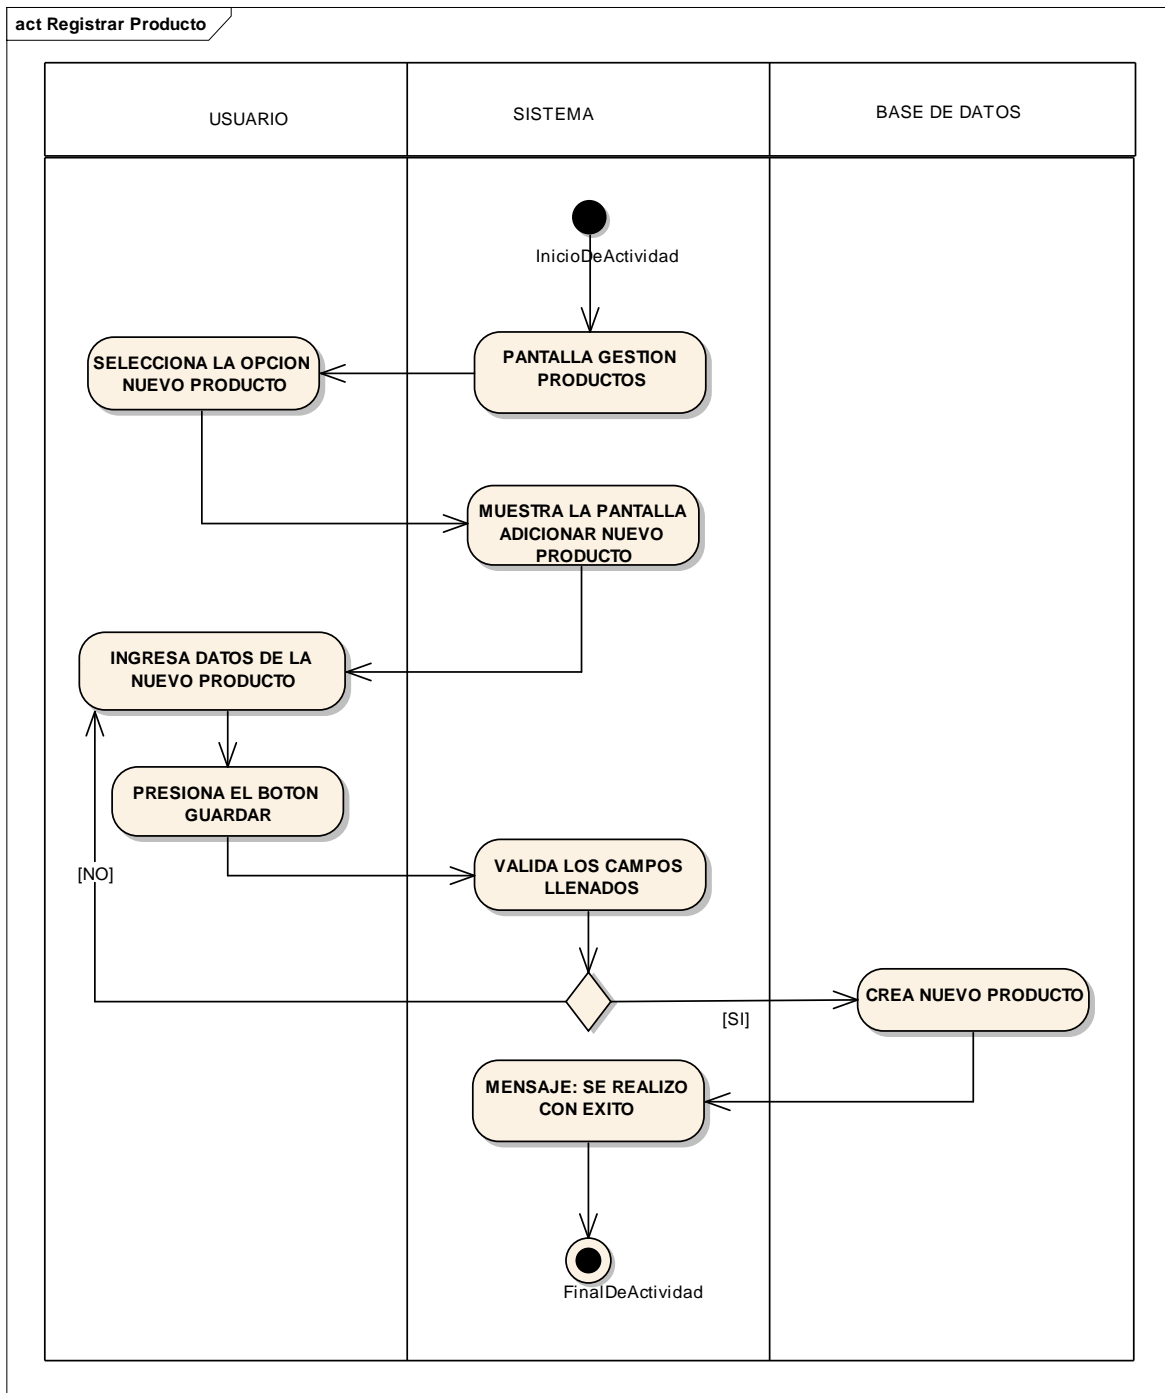 act Registrar Producto
USUARIO
SISTEMA
BASE DE DATOS
InicioDeActividad
PANTALLA GESTION
PRODUCTOS
SELECCIONA LA OPCION
NUEVO PRODUCTO
MUESTRA LA PANTALLA
ADICIONAR NUEVO
PRODUCTO
INGRESA DATOS DE LA
NUEVO PRODUCTO
PRESIONA EL BOTON
GUARDAR
VALIDA LOS CAMPOS
LLENADOS
[NO]
[SI]
CREA NUEVO PRODUCTO
MENSAJE: SE REALIZO
CON EXITO
FinalDeActividad